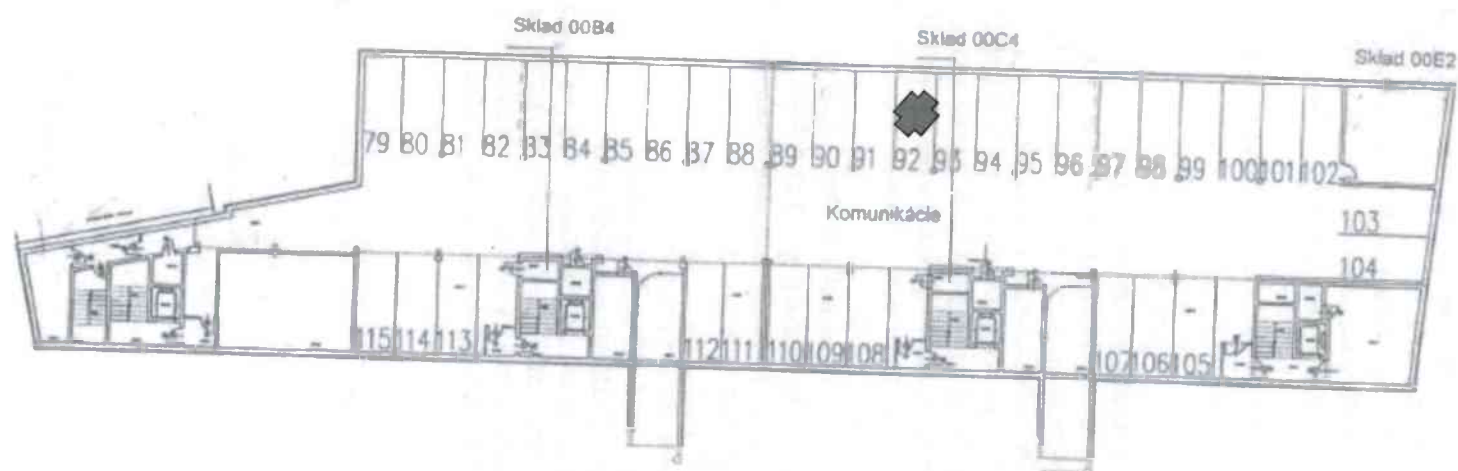 Sklad 00B4
Sklad 00C4
Sklad 00E2
79 80 81 82 83 84 85 86 87 88 89 90 91 92 93 94 95 96 97 98 99 100 101 102
Komunikácie
103
104
115 114 113 112 111 110 109 108 107 106 105